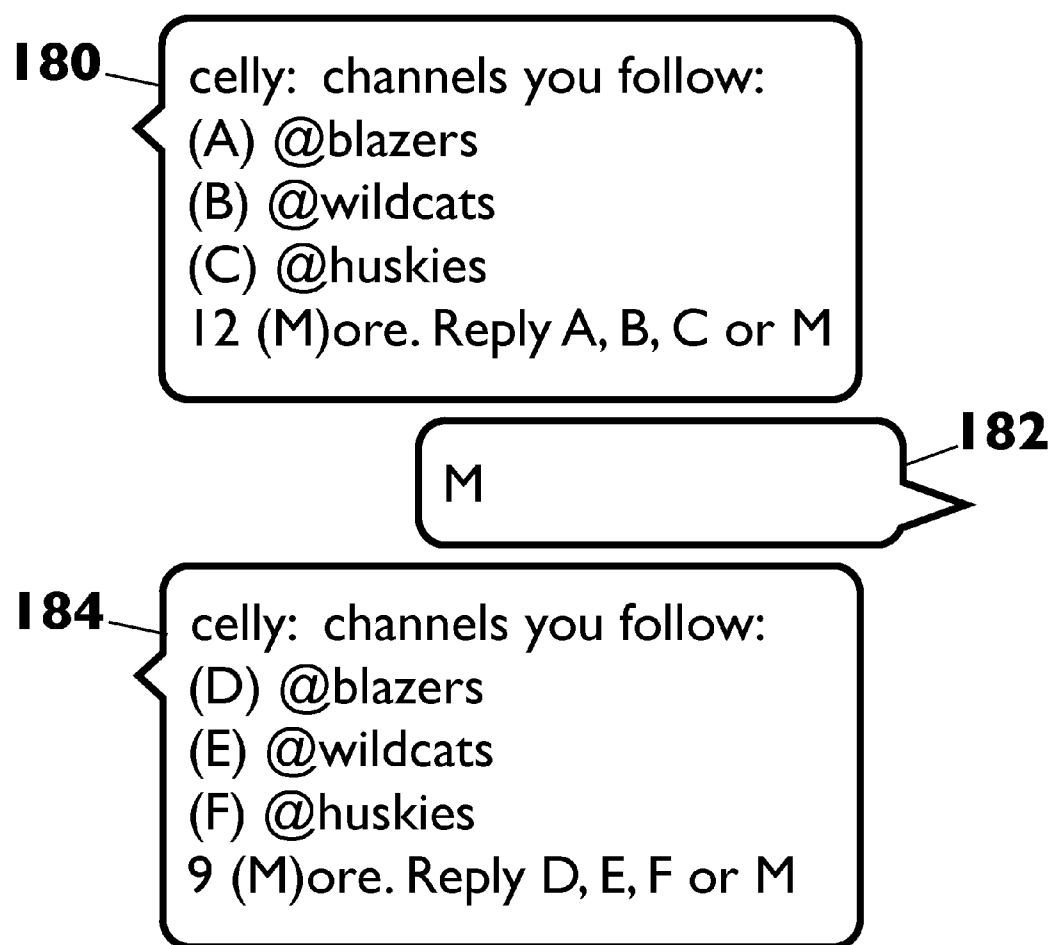 180
celly: channels you follow:
(A) @blazers
(B) @wildcats
(C) @huskies
12 (M)ore. Reply A, B, C or M
182
M
184
celly: channels you follow:
(D) @blazers
(E) @wildcats
(F) @huskies
9 (M)ore. Reply D, E, F or M